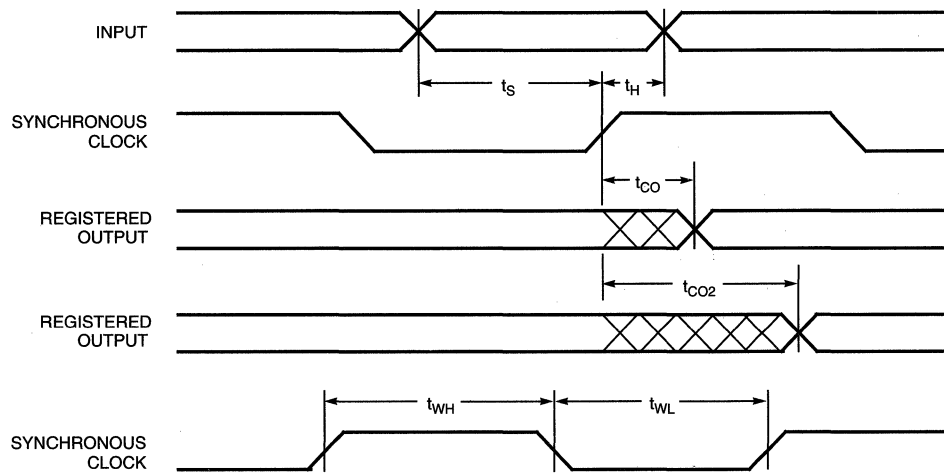 INPUT
tS
tH
SYNCHRONOUS
CLOCK
tCO
REGISTERED
OUTPUT
tCO2
REGISTERED
OUTPUT
tWH
tWL
SYNCHRONOUS
CLOCK